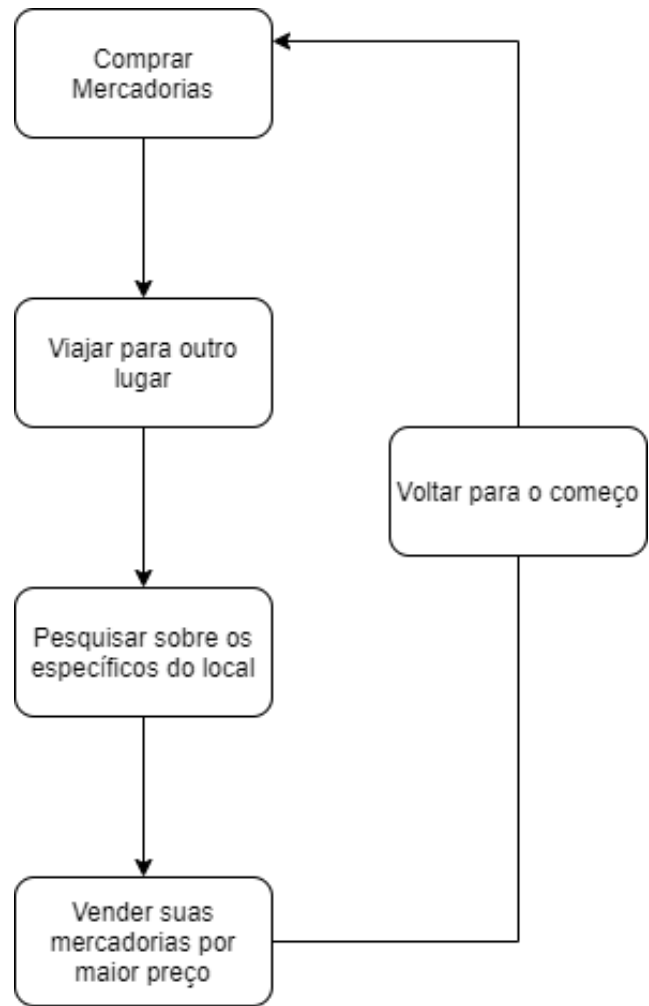 Comprar
Mercadorias
Viajar para outro
lugar
Voltar para o começo
Pesquisar sobre os
específicos do local
Vender suas
mercadorias por
maior preço